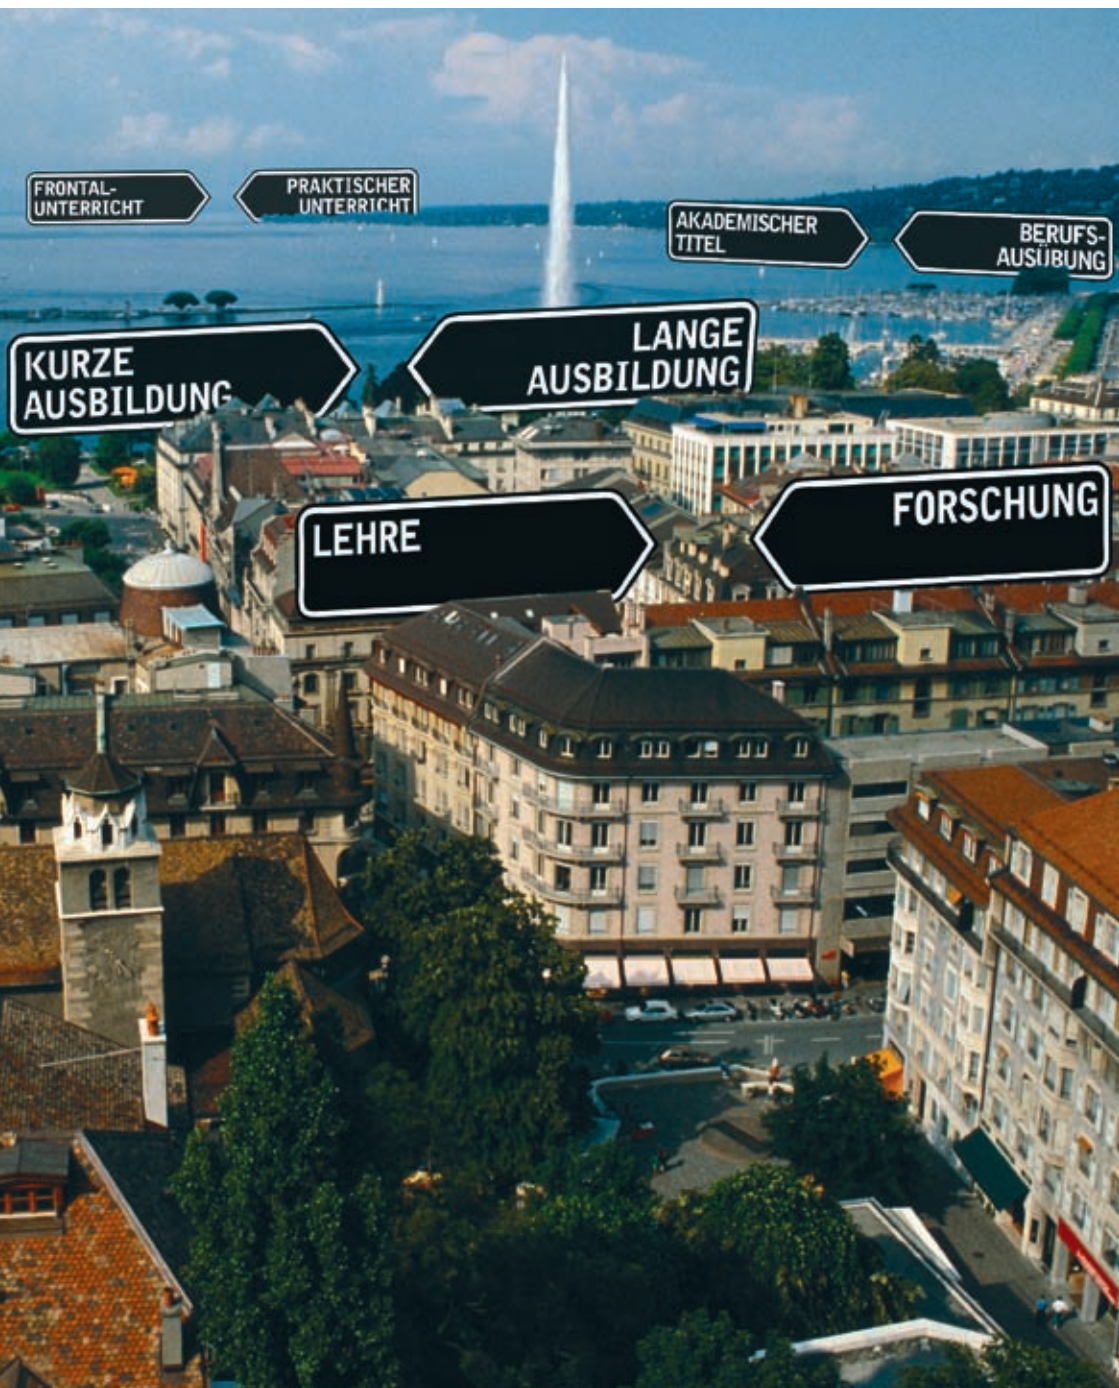 FRONTAL-
UNTERRICHT
PRAKTISCHER
UNTERRICHT
AKADEMISCHER
TITEL
BERUFS-
AUSÜBUNG
KURZE
AUSBILDUNG
LANGE
AUSBILDUNG
LEHRE
FORSCHUNG